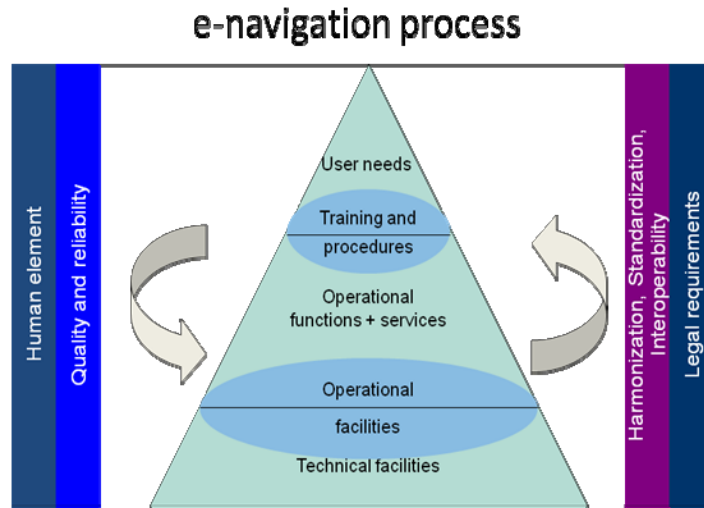 e-navigation process
Human element
Quality and reliability
User needs
Training and
procedures
Operational
functions + services
Operational
facilities
Technical facilities
Harmonization, Standardization,
Interoperability
Legal requirements